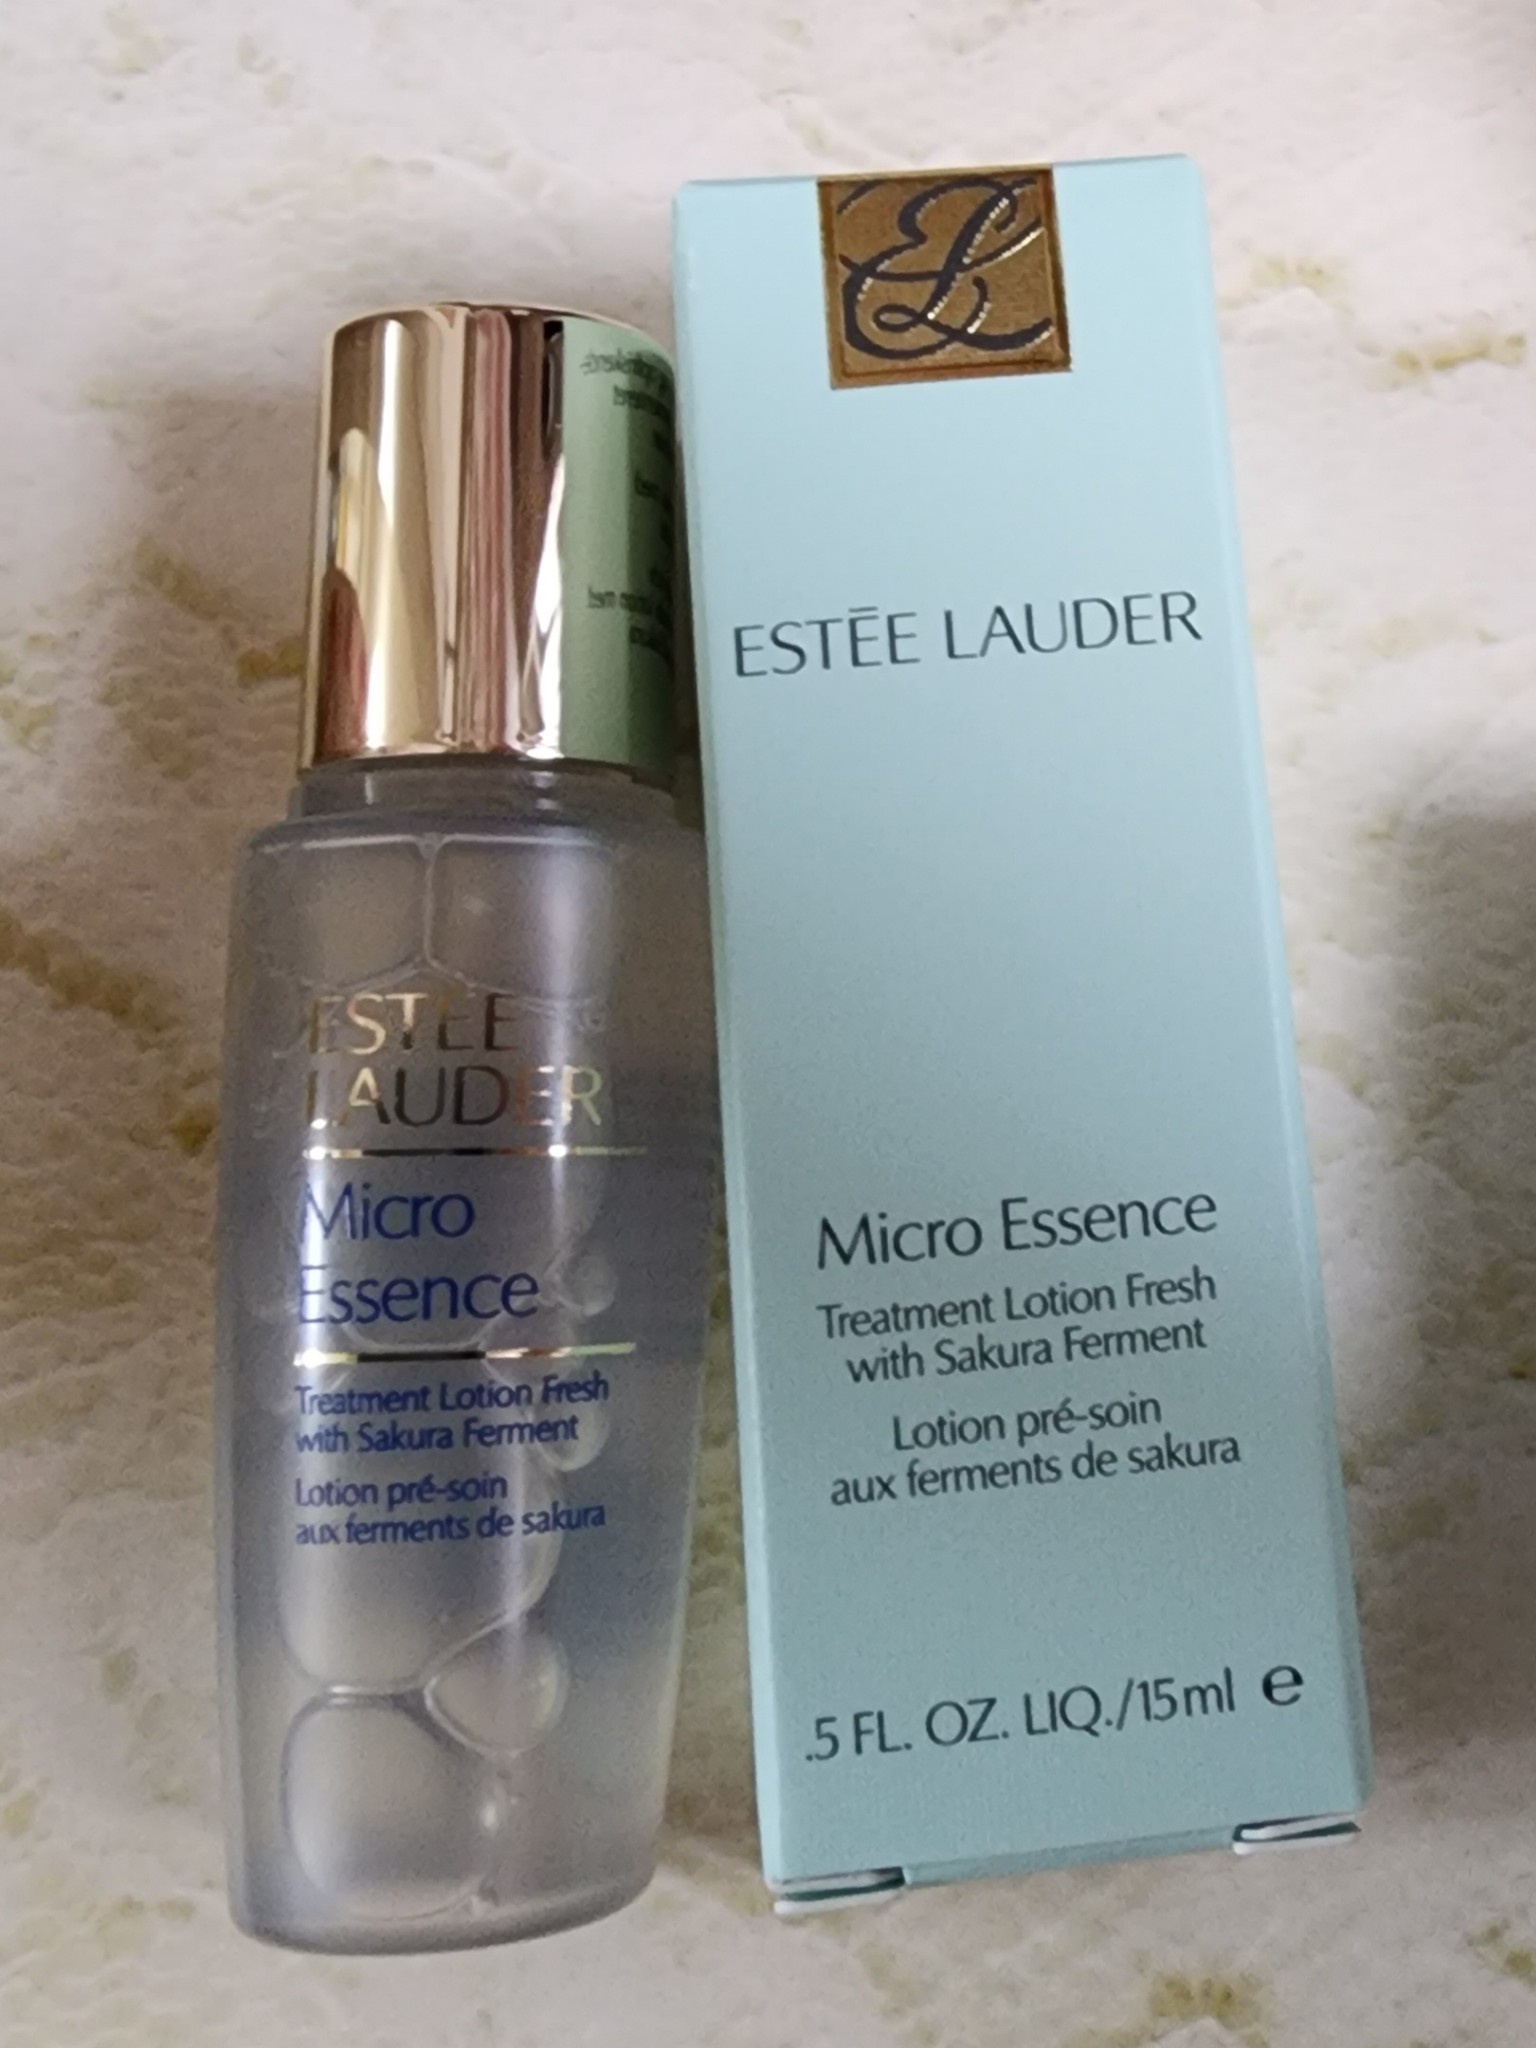 ESTĒE
LAUDER
Micro
Essence
Treatment Lotion Fresh
with Sakura Ferment
Lotion pré-soin
aux ferments de sakura
EL
ESTĒE LAUDER
Micro Essence
Treatment Lotion Fresh
with Sakura Ferment
Lotion pré-soin
aux ferments de sakura
.5 FL. OZ. LIQ./15ml e